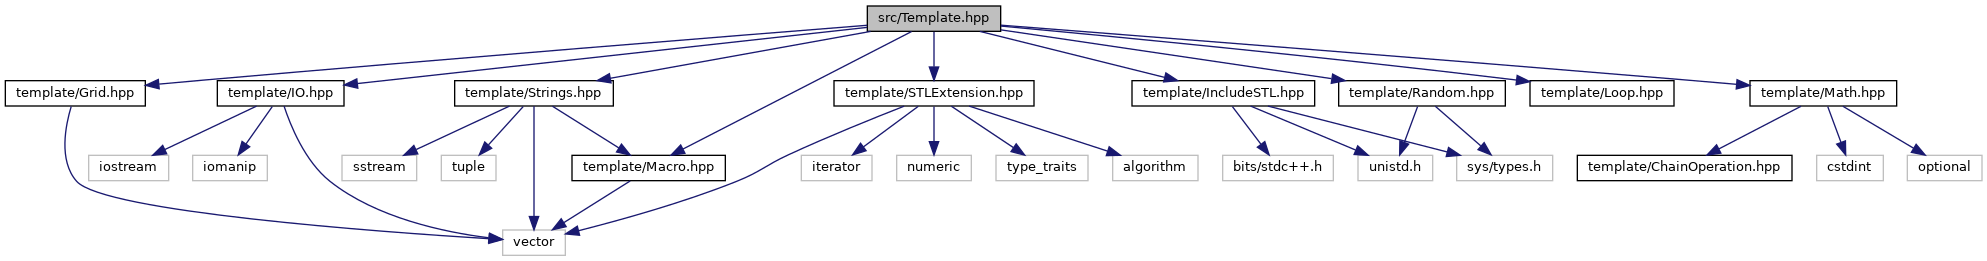 src/Template.hpp
template/Grid.hpp
template/IO.hpp
template/Strings.hpp
template/STLExtension.hpp
template/IncludeSTL.hpp
template/Random.hpp
template/Loop.hpp
template/Math.hpp
iostream
iomanip
sstream
tuple
template/Macro.hpp
iterator
numeric
type_traits
algorithm
bits/stdc++.h
unistd.h
sys/types.h
template/ChainOperation.hpp
cstdint
optional
vector